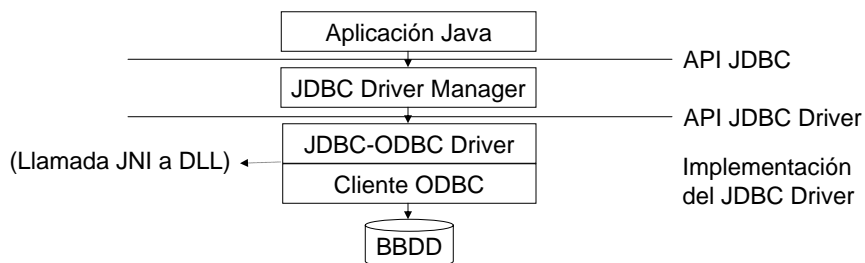 Aplicación Java
API JDBC
JDBC Driver Manager
API JDBC Driver
JDBC-ODBC Driver
(Llamada JNI a DLL)
Cliente ODBC
Implementación
del JDBC Driver
BBDD